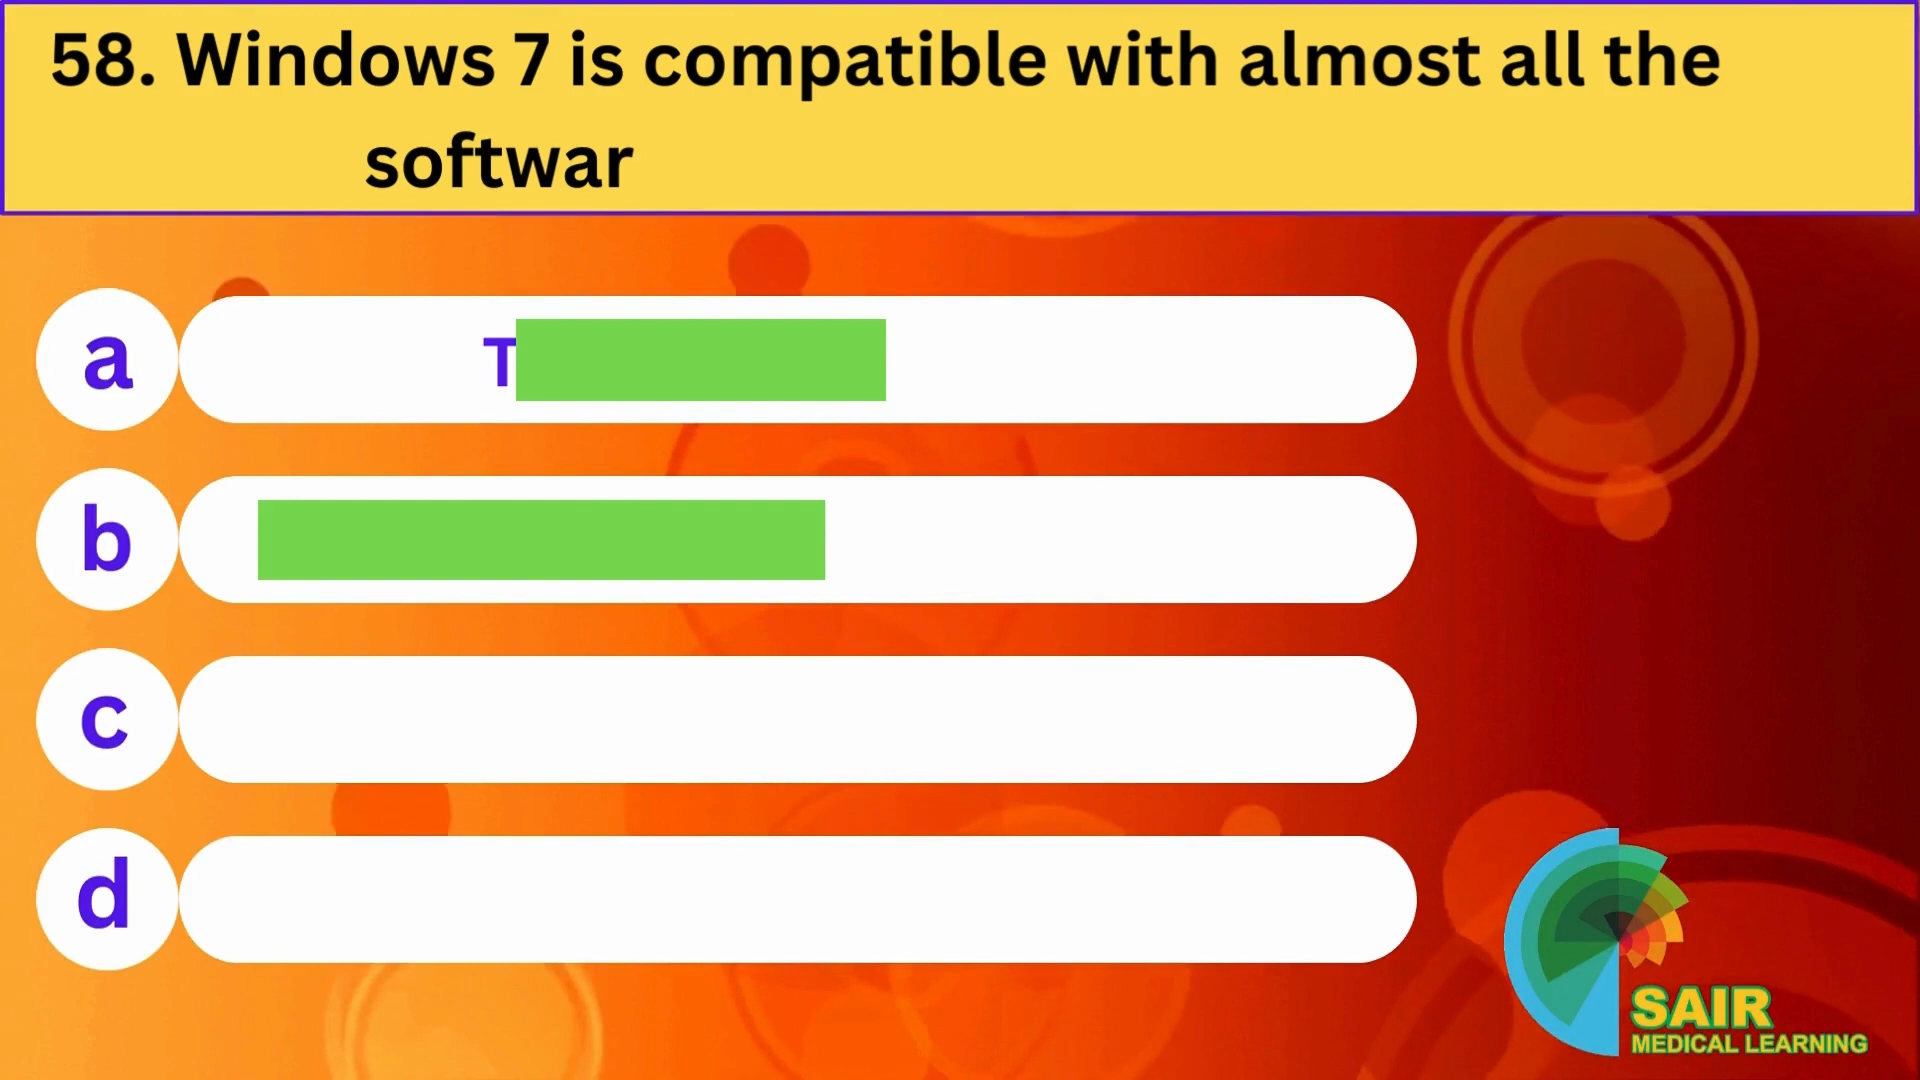 58. Windows 7 is compatible with almost all the
softwar
a
T
b
c
d
SAIR
MEDICAL LEARNING